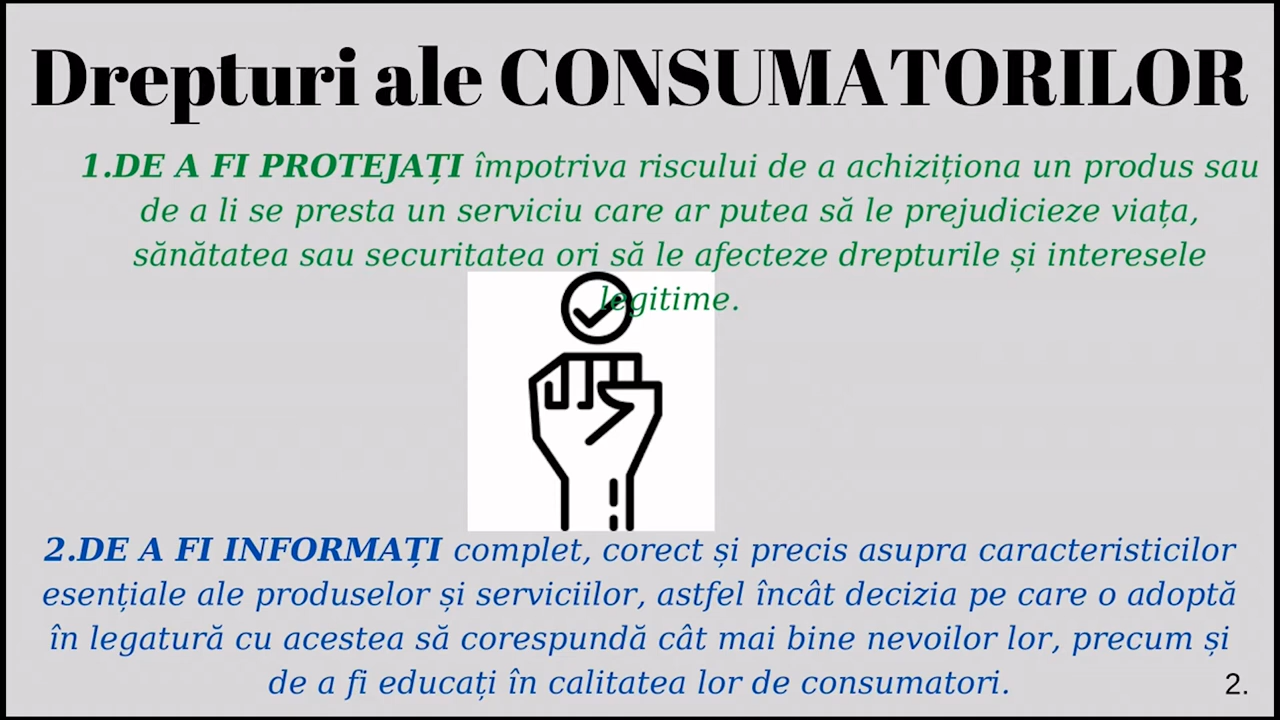 Drepturi ale CONSUMATORILOR
1.DE A FI PROTEJAȚI împotriva riscului de a achiziționa un produs sau
de a li se presta un serviciu care ar putea să le prejudicieze viața,
sănătatea sau securitatea ori să le afecteze drepturile și interesele
legitime.
2.DE A FI INFORMAȚI complet, corect și precis asupra caracteristicilor
esențiale ale produselor și serviciilor, astfel încât decizia pe care o adoptă
în legatură cu acestea să corespundă cât mai bine nevoilor lor, precum și
de a fi educați în calitatea lor de consumatori.
2.